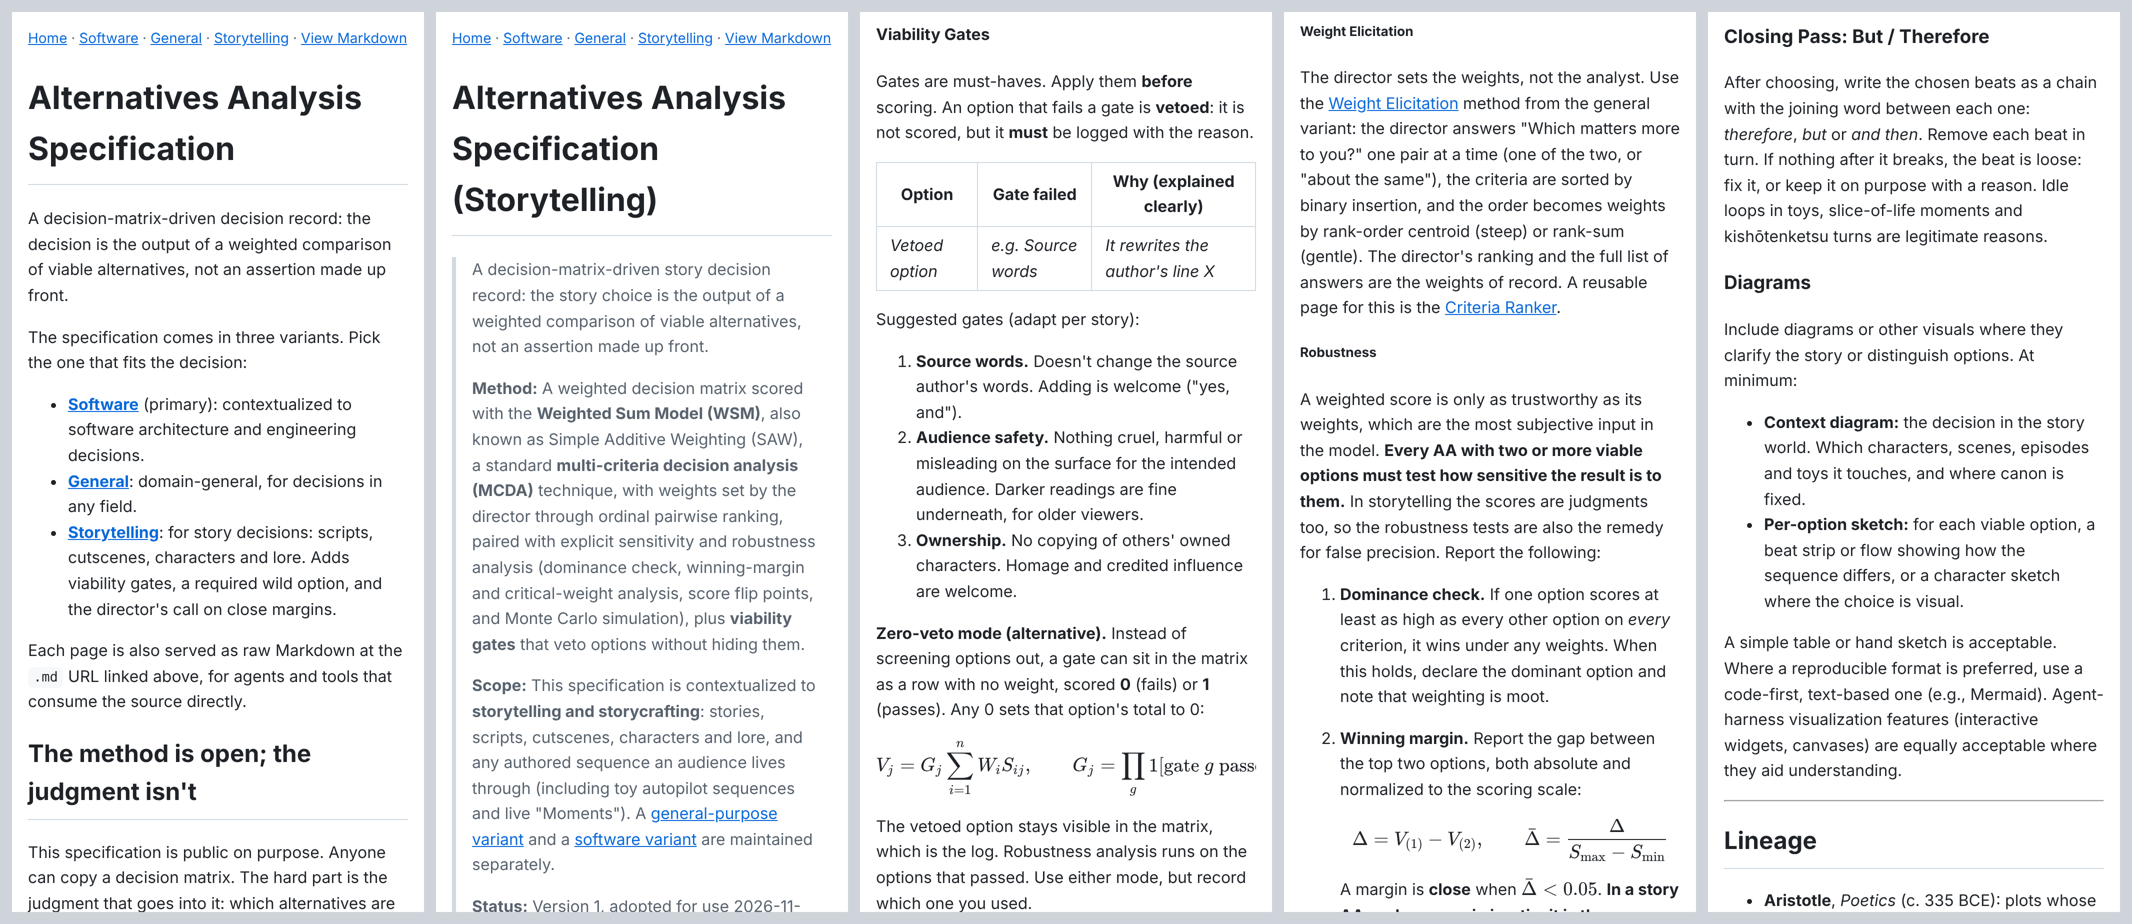 Home · Software · General · Storytelling · View Markdown
Alternatives Analysis
Specification
A decision-matrix-driven decision record: the
decision is the output of a weighted comparison
of viable alternatives, not an assertion made up
front.
The specification comes in three variants. Pick
the one that fits the decision:
• Software (primary): contextualized to
software architecture and engineering
decisions.
• General: domain-general, for decisions in
any field.
• Storytelling: for story decisions: scripts,
cutscenes, characters and lore. Adds
viability gates, a required wild option, and
the director's call on close margins.
Each page is also served as raw Markdown at the
.md URL linked above, for agents and tools that
consume the source directly.
The method is open; the
judgment isn't
This specification is public on purpose. Anyone
can copy a decision matrix. The hard part is the
judgment that goes into it: which alternatives are
Home · Software · General · Storytelling · View Markdown
Alternatives Analysis
Specification
(Storytelling)
A decision-matrix-driven story decision
record: the story choice is the output of a
weighted comparison of viable alternatives,
not an assertion made up front.
Method: A weighted decision matrix scored
with the Weighted Sum Model (WSM), also
known as Simple Additive Weighting (SAW),
a standard multi-criteria decision analysis
(MCDA) technique, with weights set by the
director through ordinal pairwise ranking,
paired with explicit sensitivity and robustness
analysis (dominance check, winning-margin
and critical-weight analysis, score flip points,
and Monte Carlo simulation), plus viability
gates that veto options without hiding them.
Scope: This specification is contextualized to
storytelling and storycrafting: stories,
scripts, cutscenes, characters and lore, and
any authored sequence an audience lives
through (including toy autopilot sequences
and live "Moments"). A general-purpose
variant and a software variant are maintained
separately.
Status: Version 1, adopted for use 2026-11-
Viability Gates
Gates are must-haves. Apply them before
scoring. An option that fails a gate is vetoed: it is
not scored, but it must be logged with the reason.
Option Gate failed Why (explained
clearly)
Vetoed e.g. Source It rewrites the
option words author's line X
Suggested gates (adapt per story):
1. Source words. Doesn't change the source
author's words. Adding is welcome ("yes,
and").
2. Audience safety. Nothing cruel, harmful or
misleading on the surface for the intended
audience. Darker readings are fine
underneath, for older viewers.
3. Ownership. No copying of others' owned
characters. Homage and credited influence
are welcome.
Zero-veto mode (alternative). Instead of
screening options out, a gate can sit in the matrix
as a row with no weight, scored 0 (fails) or 1
(passes). Any 0 sets that option's total to 0:
V_j = G_j ∑_{i=1}^{n} W_i S_{ij}, G_j = ∏_g 1[gate g pass
The vetoed option stays visible in the matrix,
which is the log. Robustness analysis runs on the
options that passed. Use either mode, but record
which one you used.
Weight Elicitation
The director sets the weights, not the analyst. Use
the Weight Elicitation method from the general
variant: the director answers "Which matters more
to you?" one pair at a time (one of the two, or
"about the same"), the criteria are sorted by
binary insertion, and the order becomes weights
by rank-order centroid (steep) or rank-sum
(gentle). The director's ranking and the full list of
answers are the weights of record. A reusable
page for this is the Criteria Ranker.
Robustness
A weighted score is only as trustworthy as its
weights, which are the most subjective input in
the model. Every AA with two or more viable
options must test how sensitive the result is to
them. In storytelling the scores are judgments
too, so the robustness tests are also the remedy
for false precision. Report the following:
1. Dominance check. If one option scores at
least as high as every other option on every
criterion, it wins under any weights. When
this holds, declare the dominant option and
note that weighting is moot.
2. Winning margin. Report the gap between
the top two options, both absolute and
normalized to the scoring scale:
Δ = V_(1) − V_(2), Δ̄ = Δ / (S_max − S_min)
A margin is close when Δ̄ < 0.05. In a story
Closing Pass: But / Therefore
After choosing, write the chosen beats as a chain
with the joining word between each one:
therefore, but or and then. Remove each beat in
turn. If nothing after it breaks, the beat is loose:
fix it, or keep it on purpose with a reason. Idle
loops in toys, slice-of-life moments and
kishōtenketsu turns are legitimate reasons.
Diagrams
Include diagrams or other visuals where they
clarify the story or distinguish options. At
minimum:
• Context diagram: the decision in the story
world. Which characters, scenes, episodes
and toys it touches, and where canon is
fixed.
• Per-option sketch: for each viable option, a
beat strip or flow showing how the
sequence differs, or a character sketch
where the choice is visual.
A simple table or hand sketch is acceptable.
Where a reproducible format is preferred, use a
code-first, text-based one (e.g., Mermaid). Agent-
harness visualization features (interactive
widgets, canvases) are equally acceptable where
they aid understanding.
Lineage
• Aristotle, Poetics (c. 335 BCE): plots whose